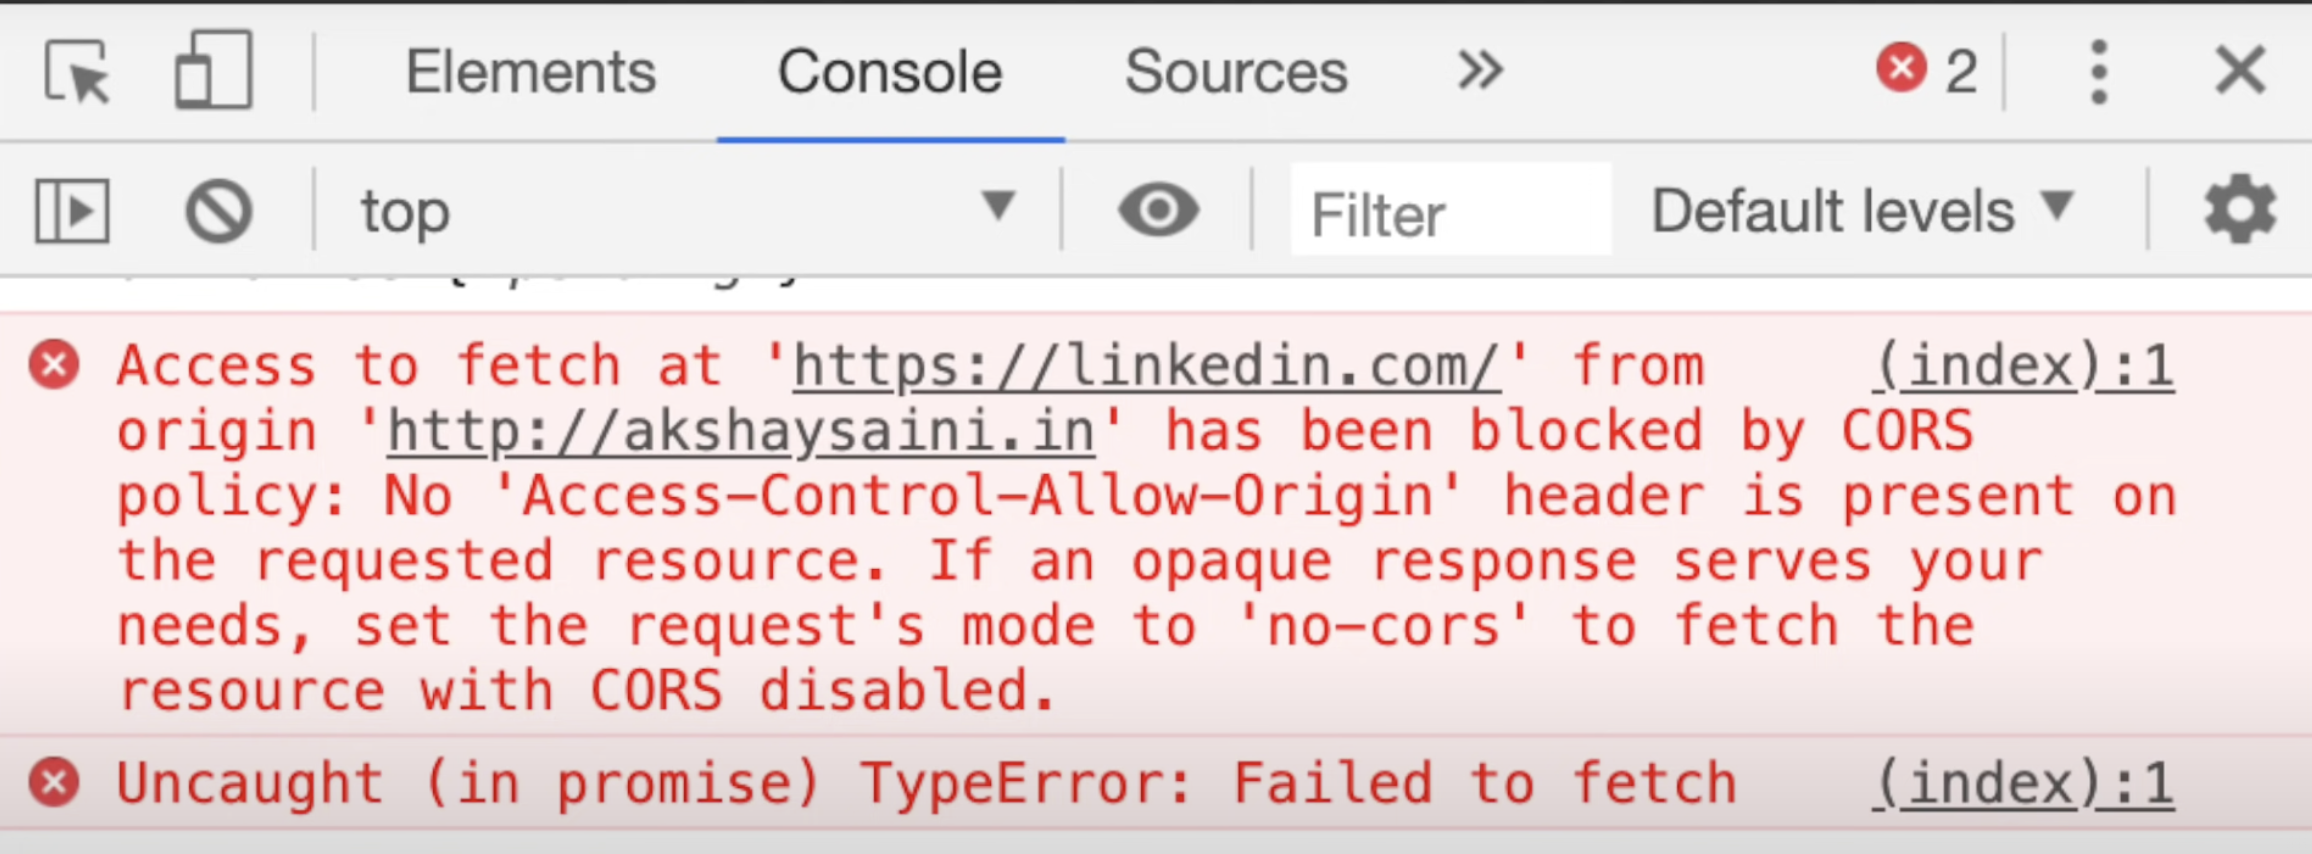 Elements Console Sources 2
top Filter Default levels
Access to fetch at 'https://linkedin.com/' from (index):1
origin 'http://akshaysaini.in' has been blocked by CORS
policy: No 'Access-Control-Allow-Origin' header is present on
the requested resource. If an opaque response serves your
needs, set the request's mode to 'no-cors' to fetch the
resource with CORS disabled.
Uncaught (in promise) TypeError: Failed to fetch (index):1